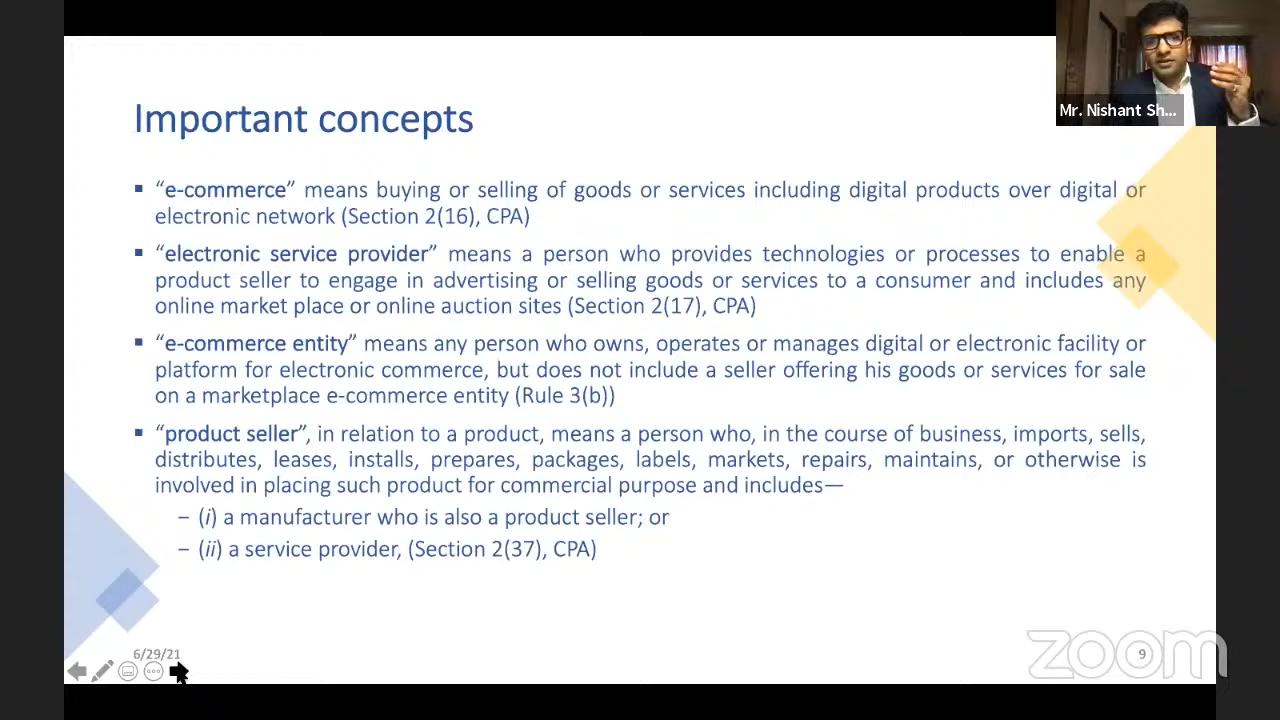 Important concepts
Mr. Nishant Sh...
▪ “e-commerce” means buying or selling of goods or services including digital products over digital or
electronic network (Section 2(16), CPA)
▪ “electronic service provider” means a person who provides technologies or processes to enable a
product seller to engage in advertising or selling goods or services to a consumer and includes any
online market place or online auction sites (Section 2(17), CPA)
▪ “e-commerce entity” means any person who owns, operates or manages digital or electronic facility or
platform for electronic commerce, but does not include a seller offering his goods or services for sale
on a marketplace e-commerce entity (Rule 3(b))
▪ “product seller”, in relation to a product, means a person who, in the course of business, imports, sells,
distributes, leases, installs, prepares, packages, labels, markets, repairs, maintains, or otherwise is
involved in placing such product for commercial purpose and includes—
− (i) a manufacturer who is also a product seller; or
− (ii) a service provider, (Section 2(37), CPA)
6/29/21
9
zoom